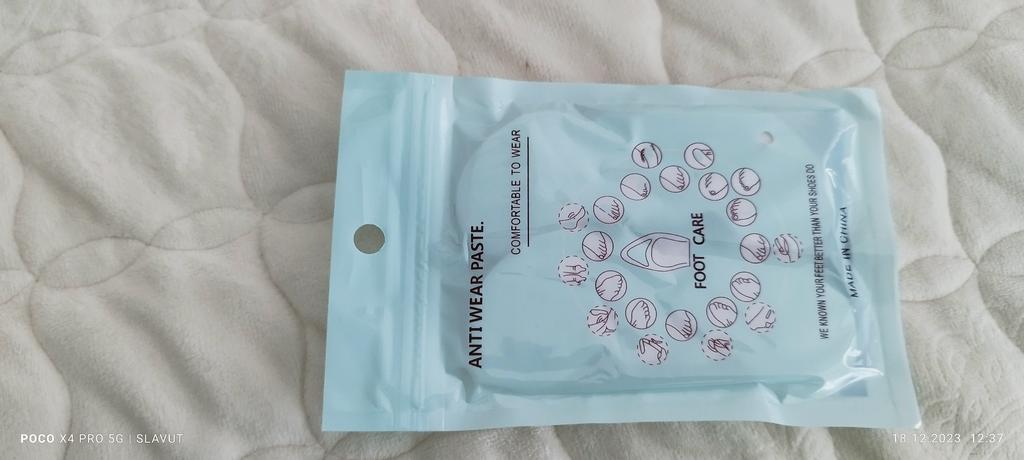 ANTI WEAR PASTE.
COMFORTABLE TO WEAR
FOOT CARE
WE KNOWN YOUR FEET BETTER THAN YOUR SHOES DO
MADE IN CHINA
POCO X4 PRO 5G | SLAVUT
18.12.2023 12:37